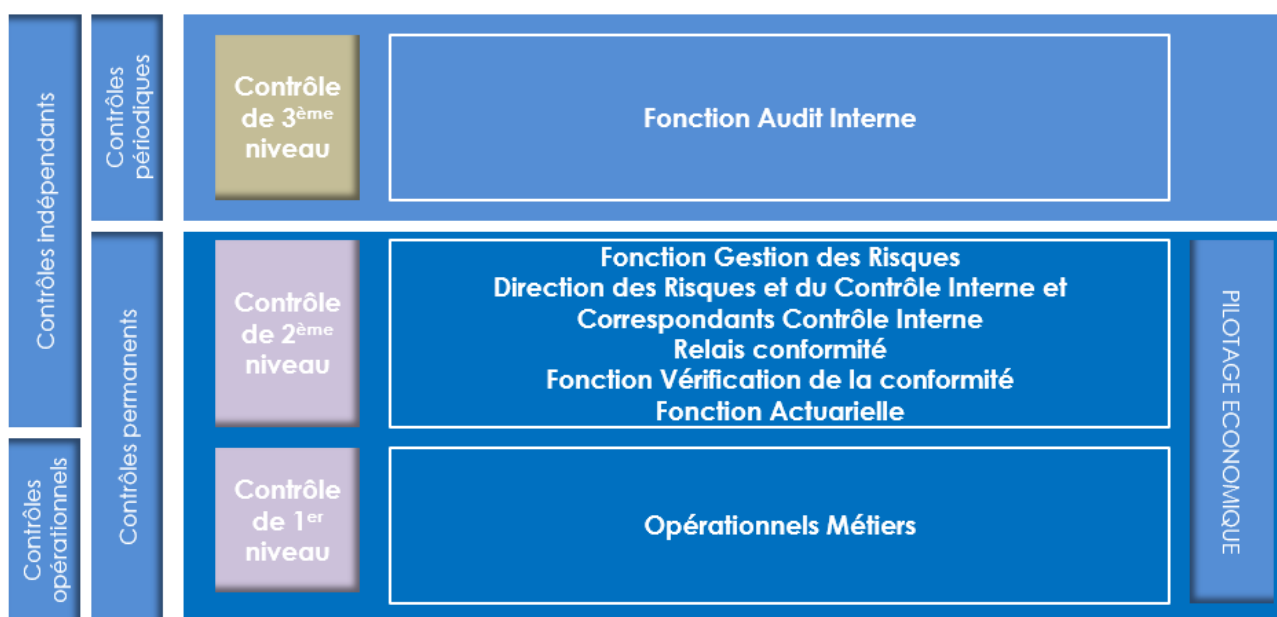 Contrôles indépendants
Contrôles
périodiques
Contrôle
de 3ème
niveau
Fonction Audit Interne
Contrôles permanents
Contrôle
de 2ème
niveau
Fonction Gestion des Risques
Direction des Risques et du Contrôle Interne et
Correspondants Contrôle Interne
Relais conformité
Fonction Vérification de la conformité
Fonction Actuarielle
PILOTAGE ECONOMIQUE
Contrôles
opérationnels
Contrôle
de 1er
niveau
Opérationnels Métiers